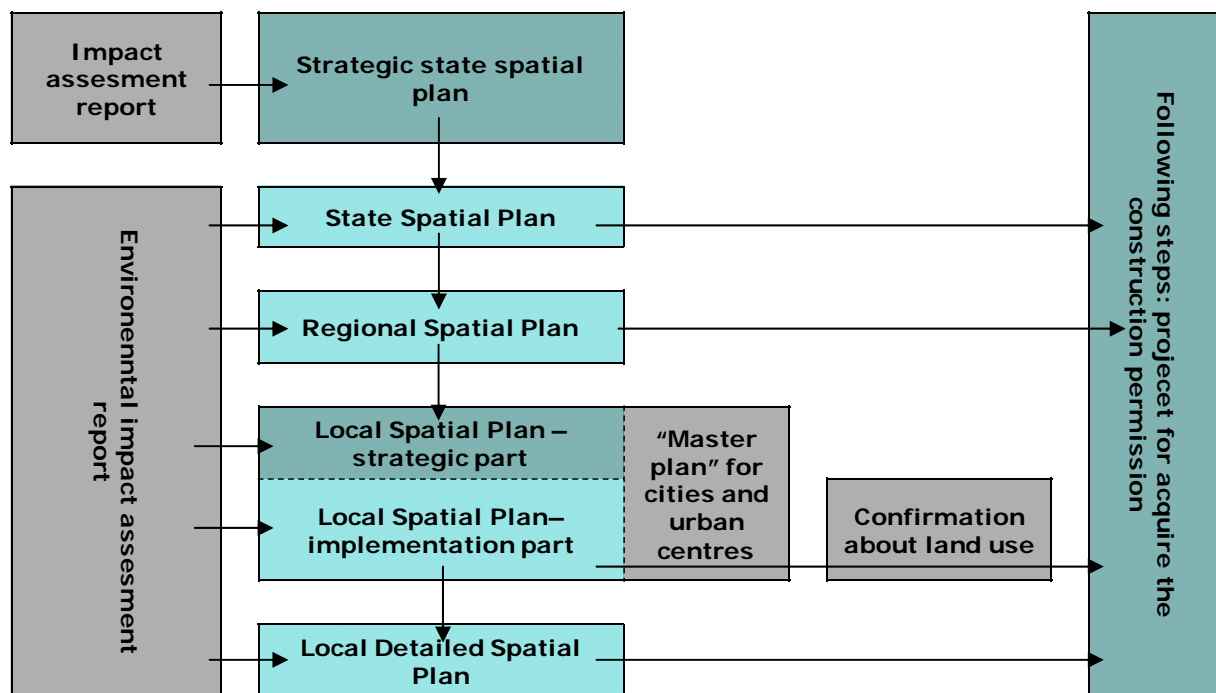 Impact
assesment
report
Strategic state spatial
plan
State Spatial Plan
Regional Spatial Plan
Local Spatial Plan –
strategic part
Local Spatial Plan–
implementation part
“Master
plan” for
cities and
urban
centres
Confirmation
about land use
Local Detailed Spatial
Plan
Environenntal impact assessment
report
Following steps: projecet for acquire the
construction permission